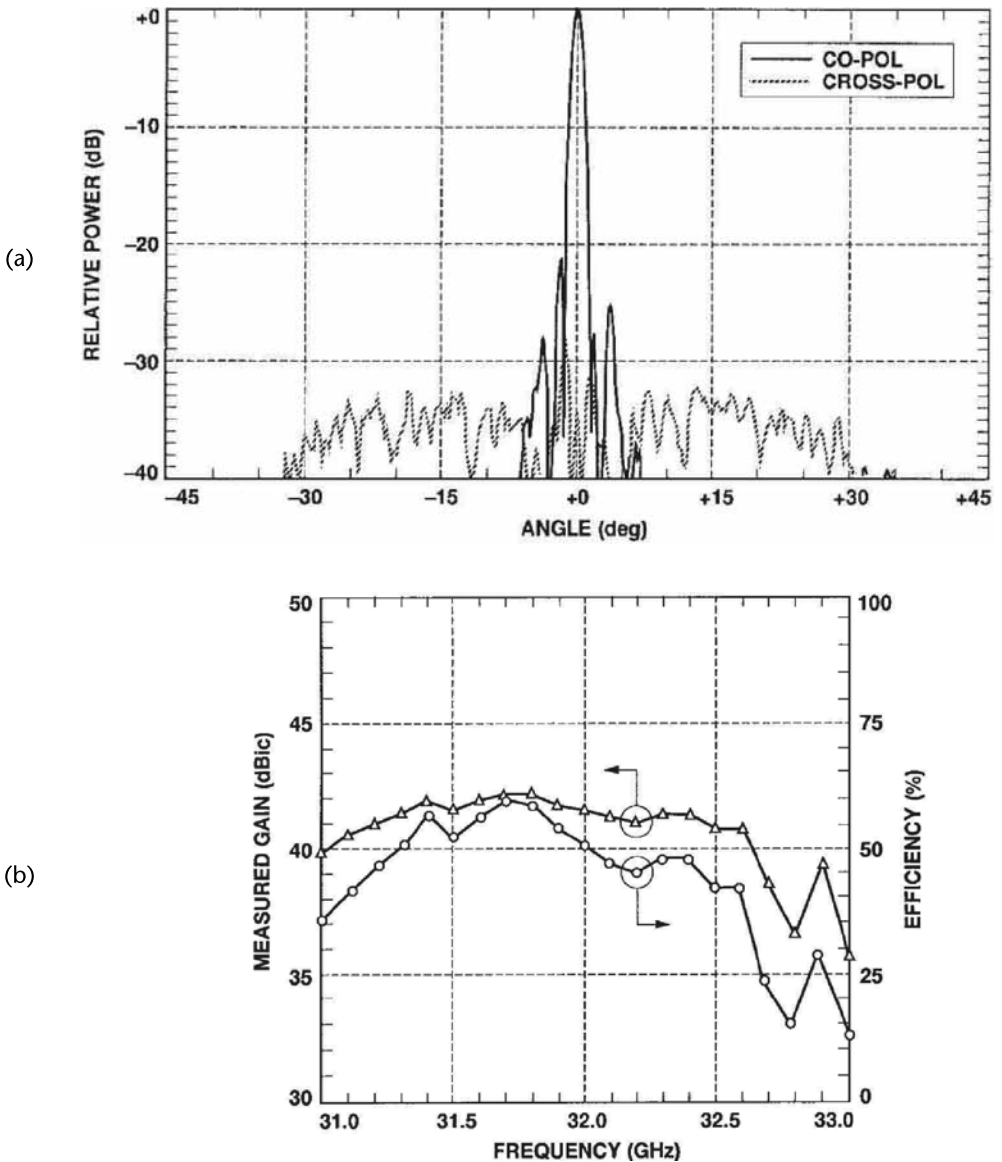 (a)
RELATIVE POWER (dB)
+0
−10
−20
−30
−40
CO-POL
CROSS-POL
−45 −30 −15 +0 +15 +30 +45
ANGLE (deg)
(b)
MEASURED GAIN (dBic)
50
45
40
35
30
100
75
50
25
0
EFFICIENCY (%)
31.0 31.5 32.0 32.5 33.0
FREQUENCY (GHz)